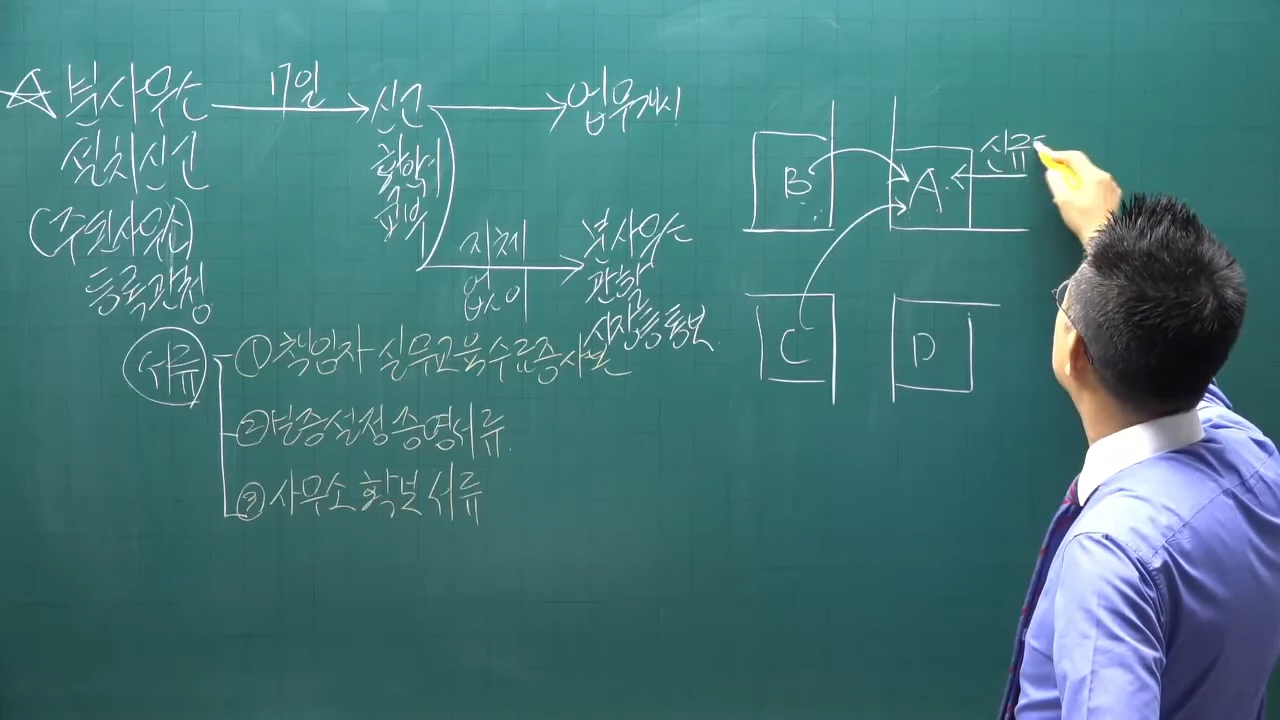 ☆ 분사무소 17일 신고 업무개시
설치신고 확인서
교부
(주된사무소)
등록관청
지체
없이
분사무소
관할
시장등 통보
서류
① 책임자 실무교육수료증사본
② 보증설정 증명서류.
③ 사무소 확보 서류
B
A
C
D
신규